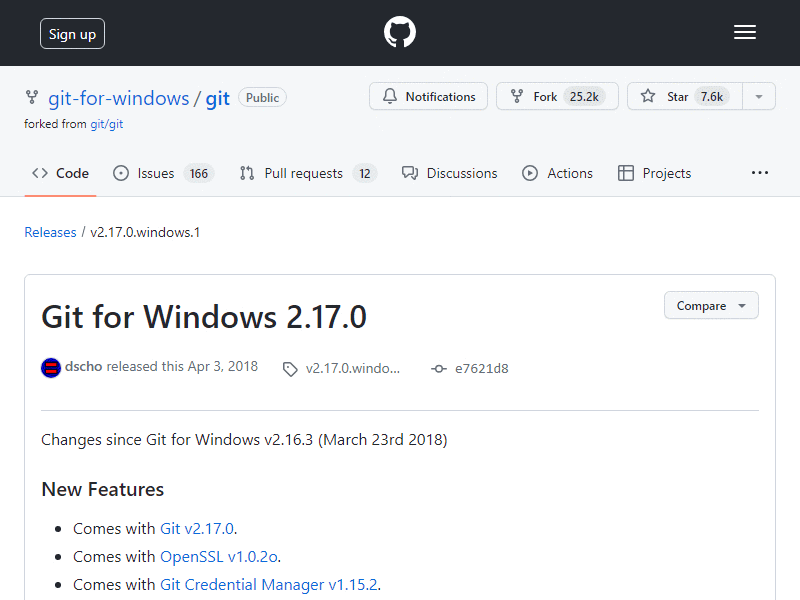 Sign up
git-for-windows / git Public
Notifications Fork 25.2k Star 7.6k
forked from git/git
Code Issues 166 Pull requests 12 Discussions Actions Projects
Releases / v2.17.0.windows.1
Git for Windows 2.17.0
Compare
dscho released this Apr 3, 2018 v2.17.0.windo... e7621d8
Changes since Git for Windows v2.16.3 (March 23rd 2018)
New Features
Comes with Git v2.17.0.
Comes with OpenSSL v1.0.2o.
Comes with Git Credential Manager v1.15.2.